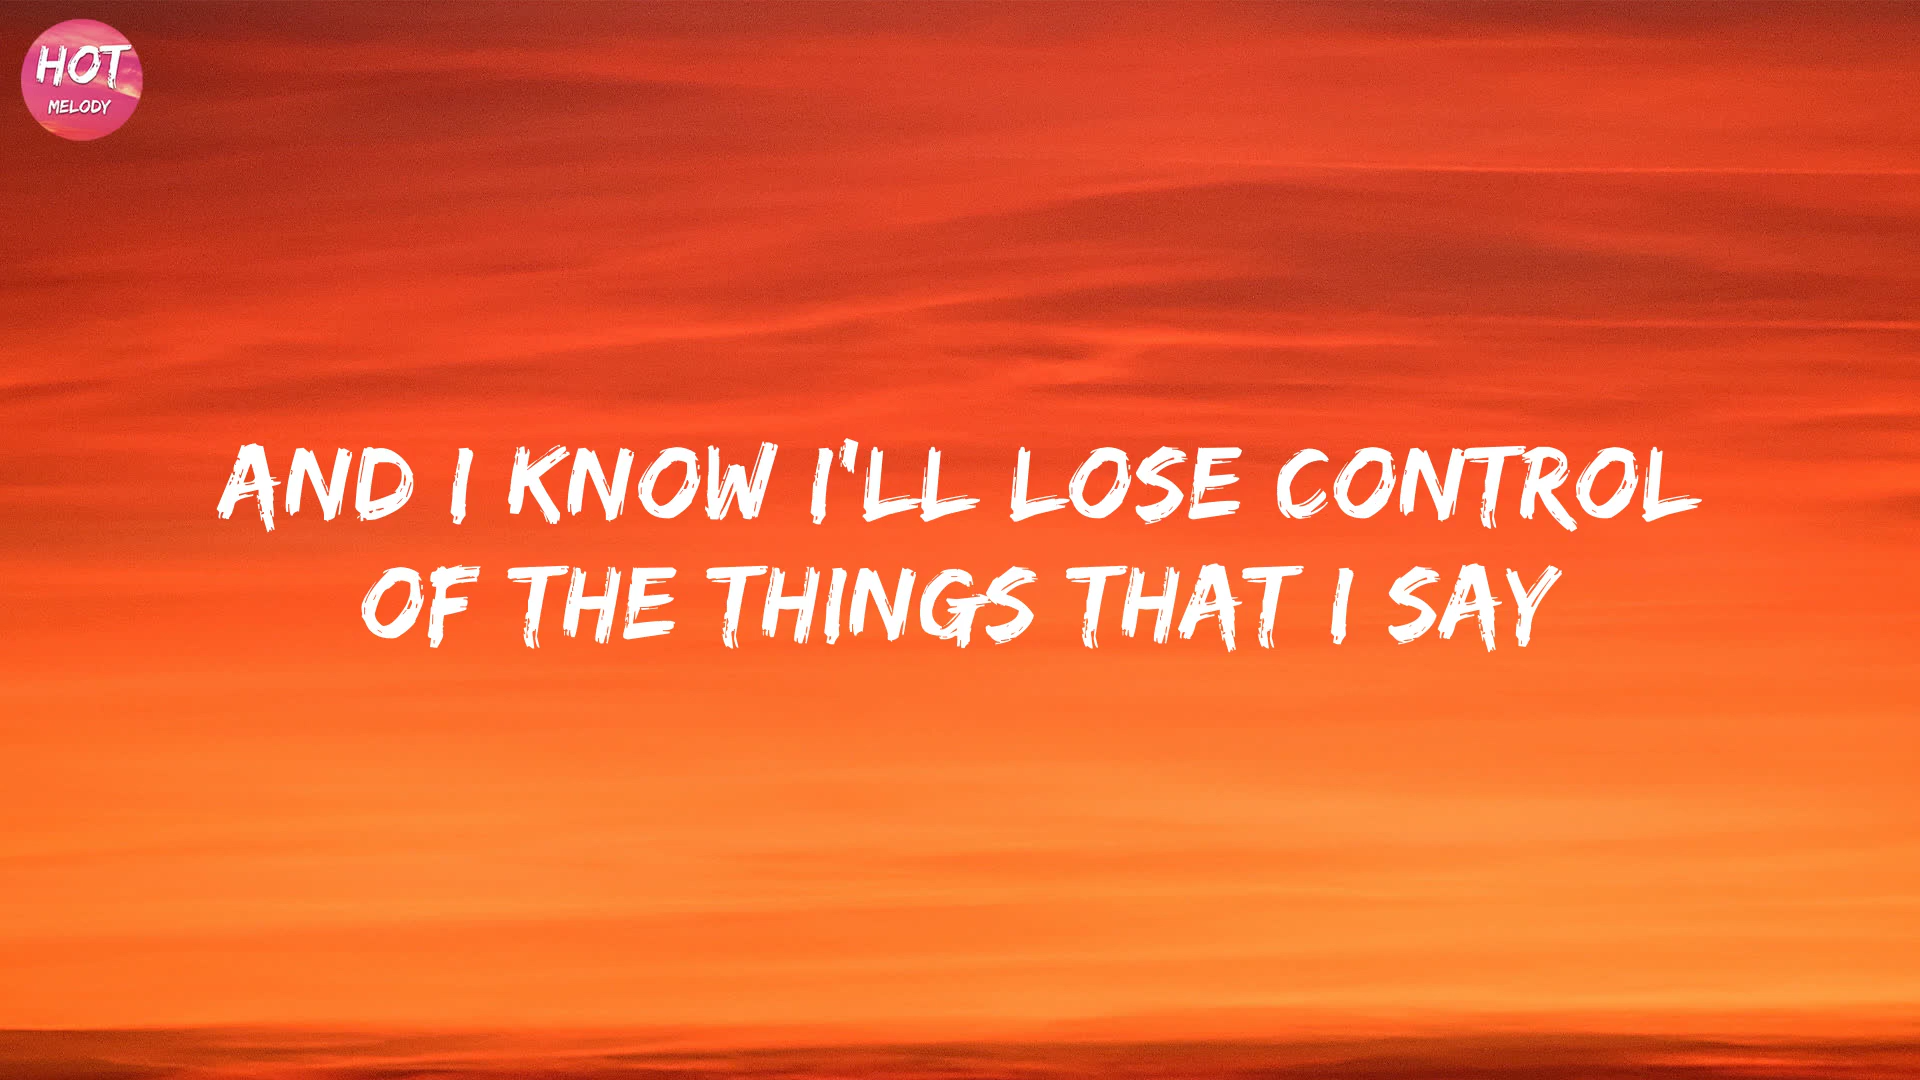 HOT
MELODY
AND I KNOW I'LL LOSE CONTROL
OF THE THINGS THAT I SAY